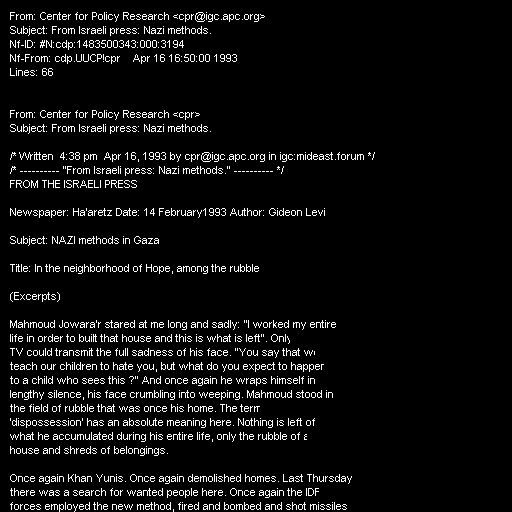 From: Center for Policy Research <cpr@igc.apc.org>
Subject: From Israeli press: Nazi methods.
Nf-ID: #N:cdp:1483500343:000:3194
Nf-From: cdp.UUCP!cpr    Apr 16 16:50:00 1993
Lines: 66
From: Center for Policy Research <cpr>
Subject: From Israeli press: Nazi methods.
/* Written  4:38 pm  Apr 16, 1993 by cpr@igc.apc.org in igc:mideast.forum */
/* ---------- "From Israeli press: Nazi methods." ---------- */
FROM THE ISRAELI PRESS
Newspaper: Ha'aretz Date: 14 February1993 Author: Gideon Levi
Subject: NAZI methods in Gaza
Title: In the neighborhood of Hope, among the rubble
(Excerpts)
Mahmoud Jowara'r stared at me long and sadly: "I worked my entire
life in order to built that house and this is what is left". Only
TV could transmit the full sadness of his face. "You say that we
teach our children to hate you, but what do you expect to happen
to a child who sees this ?" And once again he wraps himself in
lengthy silence, his face crumbling into weeping. Mahmoud stood in
the field of rubble that was once his home. The term
'dispossession' has an absolute meaning here. Nothing is left of
what he accumulated during his entire life, only the rubble of a
house and shreds of belongings.
Once again Khan Yunis. Once again demolished homes. Last Thursday
there was a search for wanted people here. Once again the IDF
forces employed the new method, fired and bombed and shot missiles